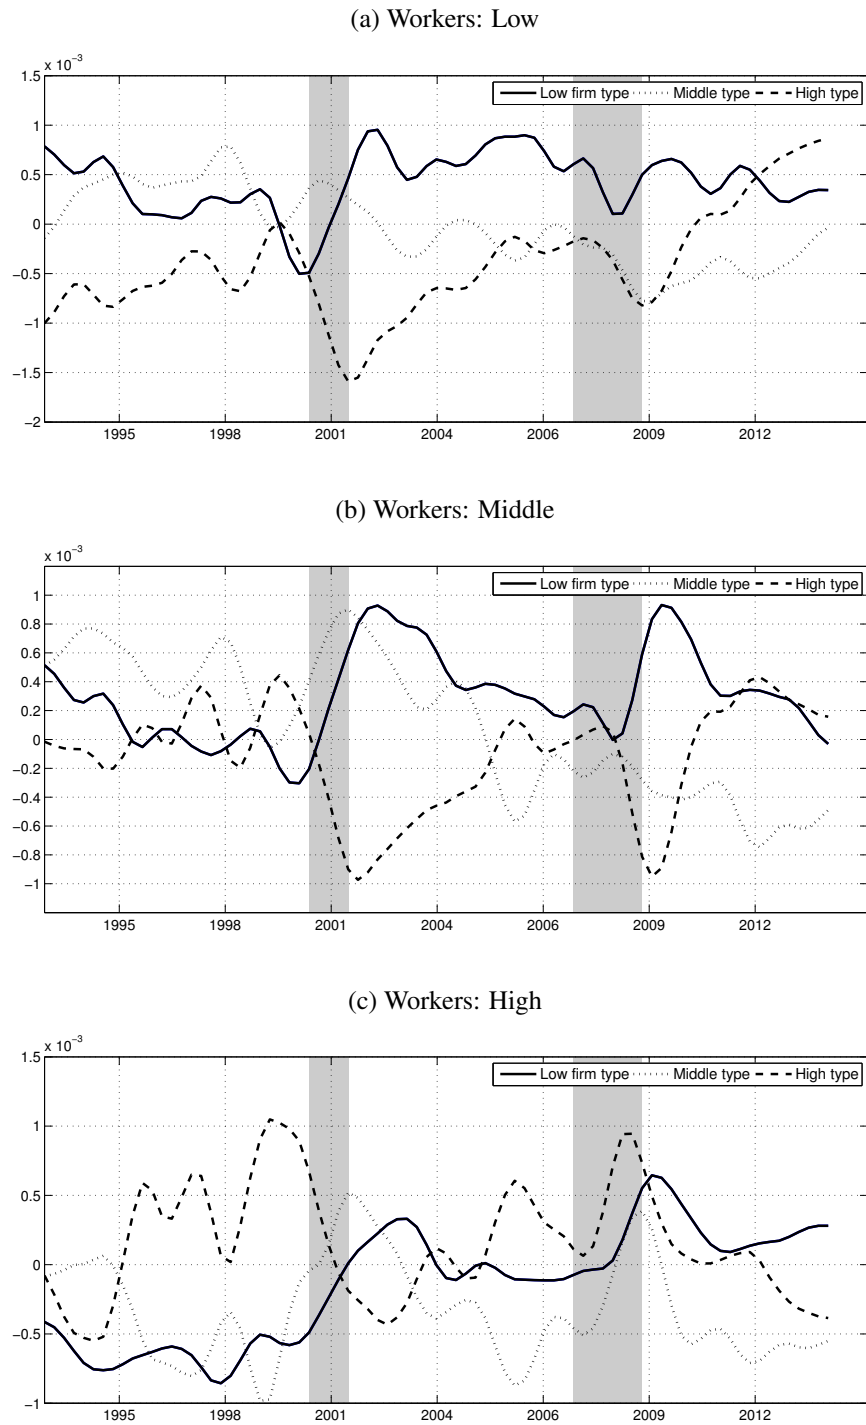 (a) Workers: Low
x 10⁻³
Low firm type Middle type High type
1.5
1
0.5
0
−0.5
−1
−1.5
−2
1995 1998 2001 2004 2006 2009 2012
(b) Workers: Middle
x 10⁻³
Low firm type Middle type High type
1
0.8
0.6
0.4
0.2
0
−0.2
−0.4
−0.6
−0.8
−1
1995 1998 2001 2004 2006 2009 2012
(c) Workers: High
x 10⁻³
Low firm type Middle type High type
1.5
1
0.5
0
−0.5
−1
1995 1998 2001 2004 2006 2009 2012